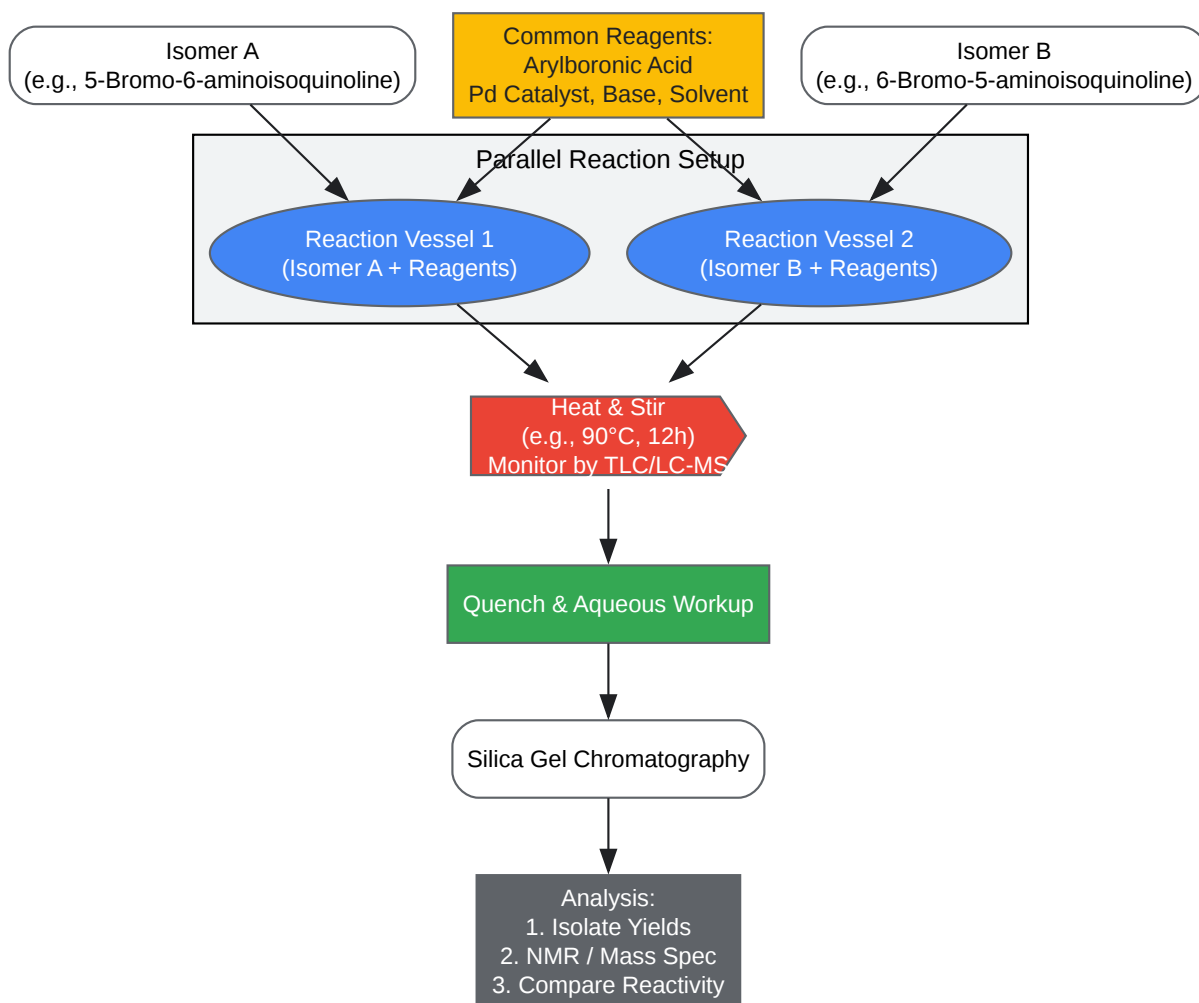 Isomer A
(e.g., 5-Bromo-6-aminoisoquinoline)
Common Reagents:
Arylboronic Acid
Pd Catalyst, Base, Solvent
Isomer B
(e.g., 6-Bromo-5-aminoisoquinoline)
Parallel Reaction Setup
Reaction Vessel 1
(Isomer A + Reagents)
Reaction Vessel 2
(Isomer B + Reagents)
Heat & Stir
(e.g., 90°C, 12h)
Monitor by TLC/LC-MS
Quench & Aqueous Workup
Silica Gel Chromatography
Analysis:
1. Isolate Yields
2. NMR / Mass Spec
3. Compare Reactivity